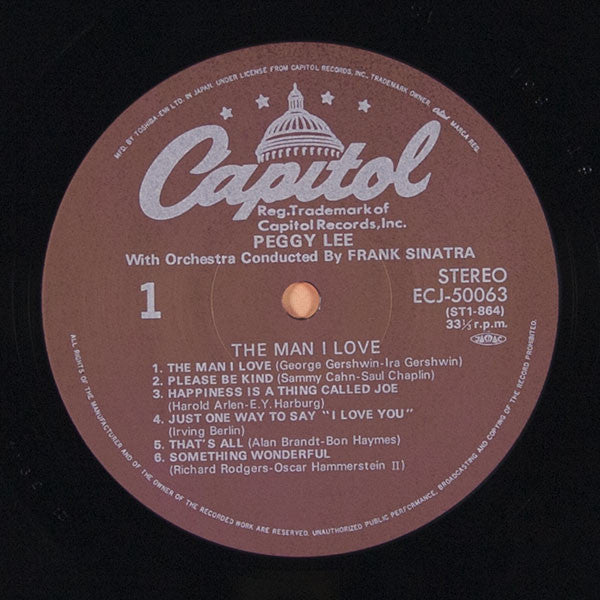 MFD. BY TOSHIBA-EMI LTD. IN JAPAN. UNDER LICENSE FROM CAPITOL RECORDS, INC., TRADEMARK OWNER. MARCA REG.
Capitol
Reg.Trademark of
Capitol Records,Inc.
PEGGY LEE
With Orchestra Conducted By FRANK SINATRA
1
STEREO
ECJ-50063
(ST1-864)
33⅓ r.p.m.
JASRAC
THE MAN I LOVE
1. THE MAN I LOVE (George Gershwin-Ira Gershwin)
2. PLEASE BE KIND (Sammy Cahn-Saul Chaplin)
3. HAPPINESS IS A THING CALLED JOE
(Harold Arlen-E.Y. Harburg)
4. JUST ONE WAY TO SAY "I LOVE YOU"
(Irving Berlin)
5. THAT'S ALL (Alan Brandt-Bon Haymes)
6. SOMETHING WONDERFUL
(Richard Rodgers-Oscar Hammerstein II)
ALL RIGHTS OF THE MANUFACTURER AND OF THE OWNER OF THE RECORDED WORK ARE RESERVED. UNAUTHORIZED PUBLIC PERFORMANCE, BROADCASTING AND COPYING OF THE RECORD PROHIBITED.